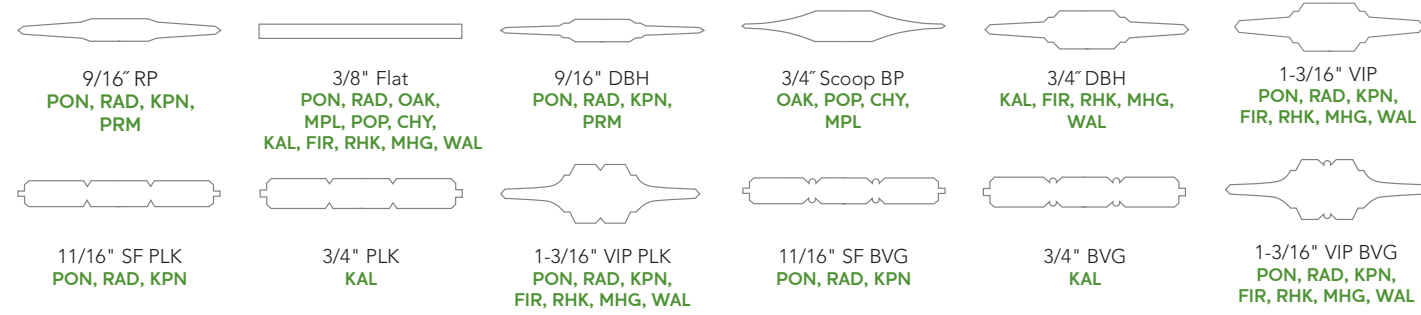 9/16˝ RP
PON, RAD, KPN,
PRM
3/8" Flat
PON, RAD, OAK,
MPL, POP, CHY,
KAL, FIR, RHK, MHG, WAL
9/16" DBH
PON, RAD, KPN,
PRM
3/4˝ Scoop BP
OAK, POP, CHY,
MPL
3/4˝ DBH
KAL, FIR, RHK, MHG,
WAL
1-3/16" VIP
PON, RAD, KPN,
FIR, RHK, MHG, WAL
11/16" SF PLK
PON, RAD, KPN
3/4" PLK
KAL
1-3/16" VIP PLK
PON, RAD, KPN,
FIR, RHK, MHG, WAL
11/16" SF BVG
PON, RAD, KPN
3/4" BVG
KAL
1-3/16" VIP BVG
PON, RAD, KPN,
FIR, RHK, MHG, WAL